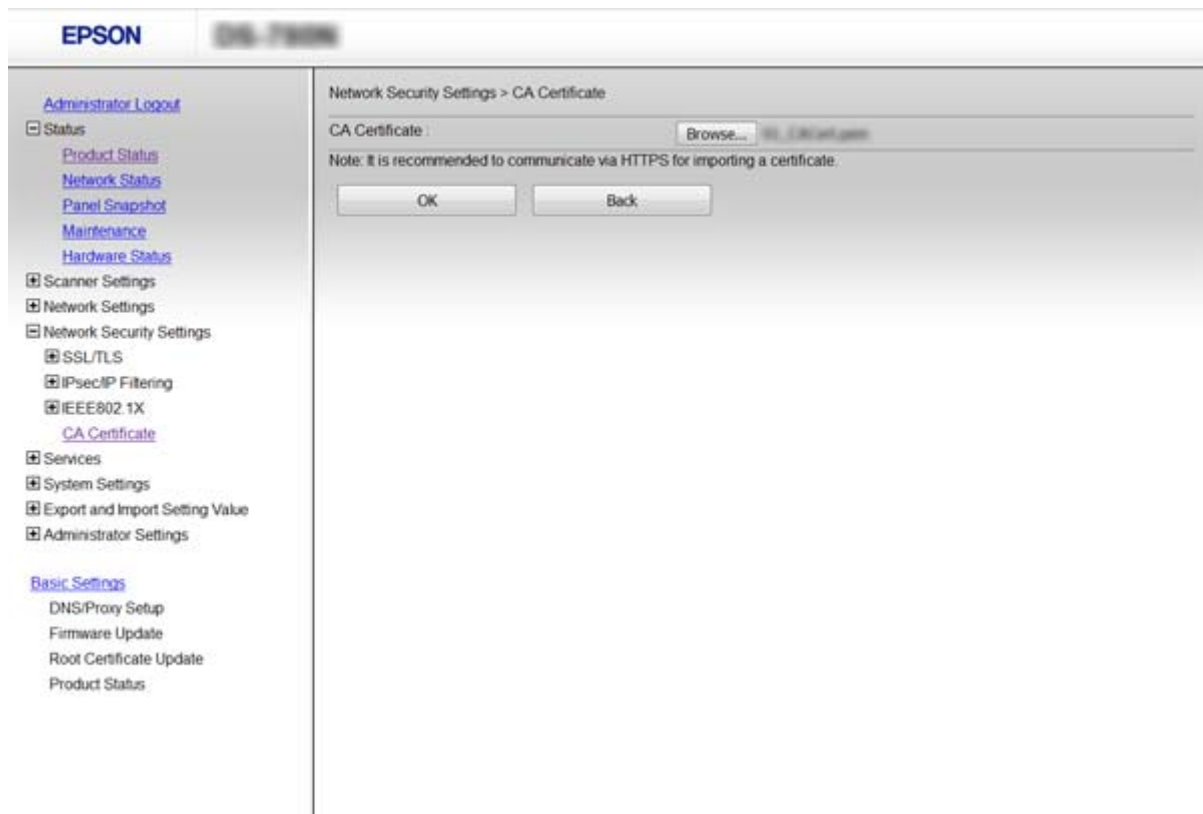 EPSON
Administrator Logout
Status
Product Status
Network Status
Panel Snapshot
Maintenance
Hardware Status
Scanner Settings
Network Settings
Network Security Settings
SSL/TLS
IPsec/IP Filtering
IEEE802.1X
CA Certificate
Services
System Settings
Export and Import Setting Value
Administrator Settings
Basic Settings
DNS/Proxy Setup
Firmware Update
Root Certificate Update
Product Status
Network Security Settings > CA Certificate
CA Certificate : Browse...
Note: It is recommended to communicate via HTTPS for importing a certificate.
OK Back